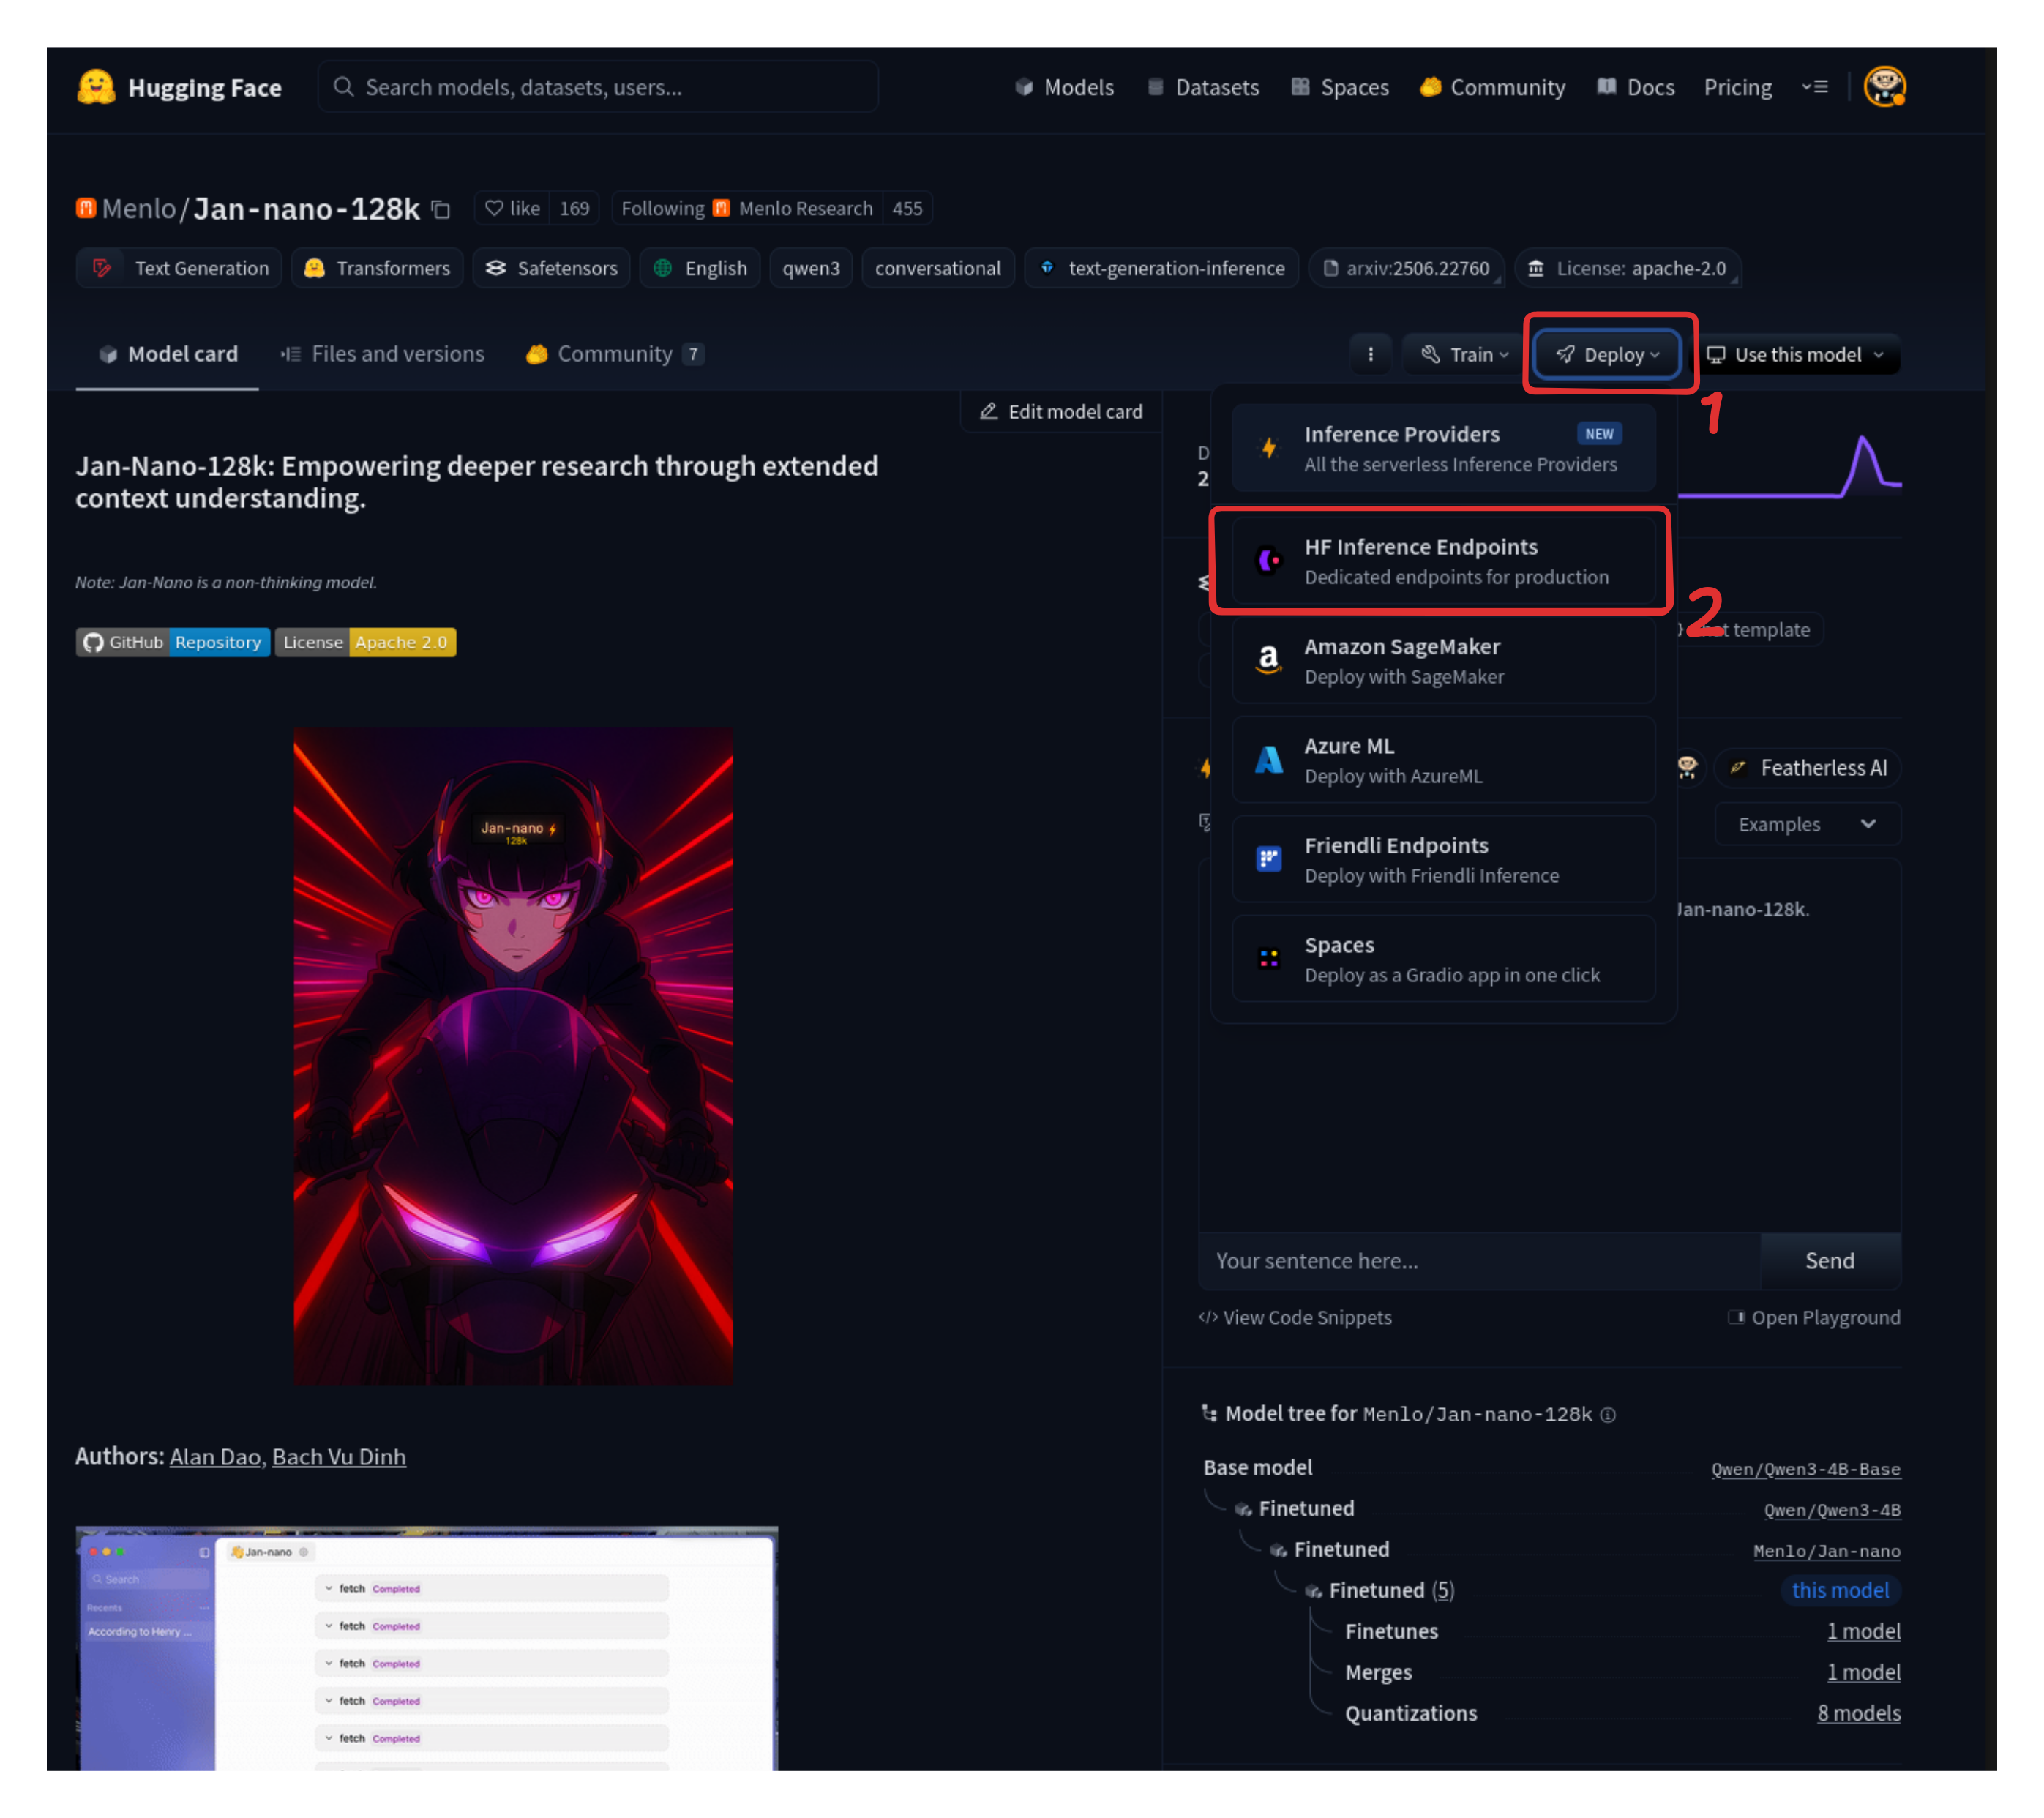 Hugging Face
Search models, datasets, users...
Models
Datasets
Spaces
Community
Docs
Pricing
Menlo/Jan-nano-128k
like 169
Following Menlo Research 455
Text Generation
Transformers
Safetensors
English
qwen3
conversational
text-generation-inference
arxiv:2506.22760
License: apache-2.0
Model card
Files and versions
Community 7
Train
Deploy
Use this model
1
Edit model card
Jan-Nano-128k: Empowering deeper research through extended
context understanding.
Note: Jan-Nano is a non-thinking model.
GitHub Repository
License Apache 2.0
Jan-nano
128k
Authors: Alan Dao, Bach Vu Dinh
Jan-nano
Search
Recents
According to Henry ...
fetch Completed
fetch Completed
fetch Completed
fetch Completed
fetch Completed
D
2
Inference Providers NEW
All the serverless Inference Providers
HF Inference Endpoints
Dedicated endpoints for production
2
template
Amazon SageMaker
Deploy with SageMaker
Azure ML
Deploy with AzureML
Friendli Endpoints
Deploy with Friendli Inference
Spaces
Deploy as a Gradio app in one click
Featherless AI
Examples
Jan-nano-128k.
Your sentence here...
Send
View Code Snippets
Open Playground
Model tree for Menlo/Jan-nano-128k
Base model Qwen/Qwen3-4B-Base
Finetuned Qwen/Qwen3-4B
Finetuned Menlo/Jan-nano
Finetuned (5) this model
Finetunes 1 model
Merges 1 model
Quantizations 8 models